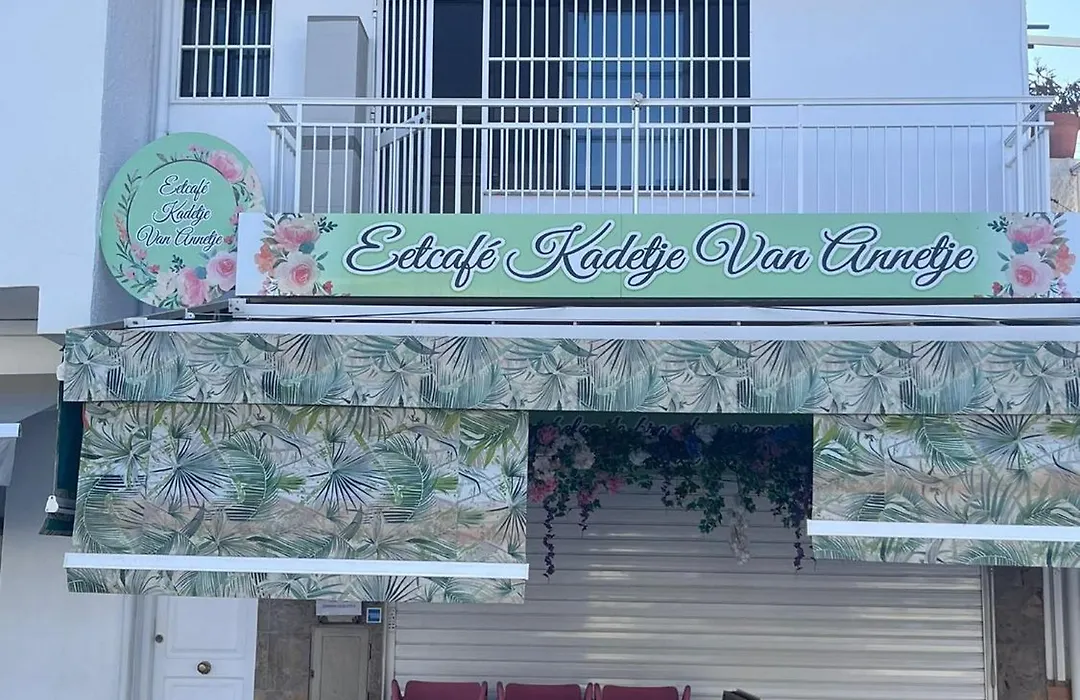 Eetcafé
Kadetje
Van Annetje
Eetcafé Kadetje Van Annetje